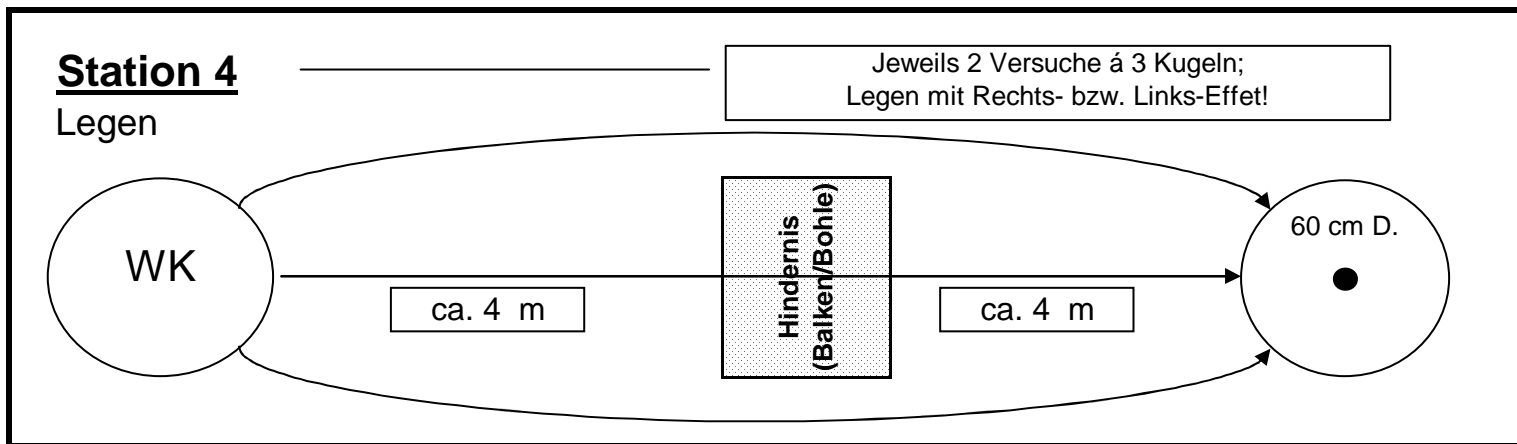 Station 4
Legen
Jeweils 2 Versuche á 3 Kugeln;
Legen mit Rechts- bzw. Links-Effet!
WK
ca. 4 m
Hindernis
(Balken/Bohle)
ca. 4 m
60 cm D.